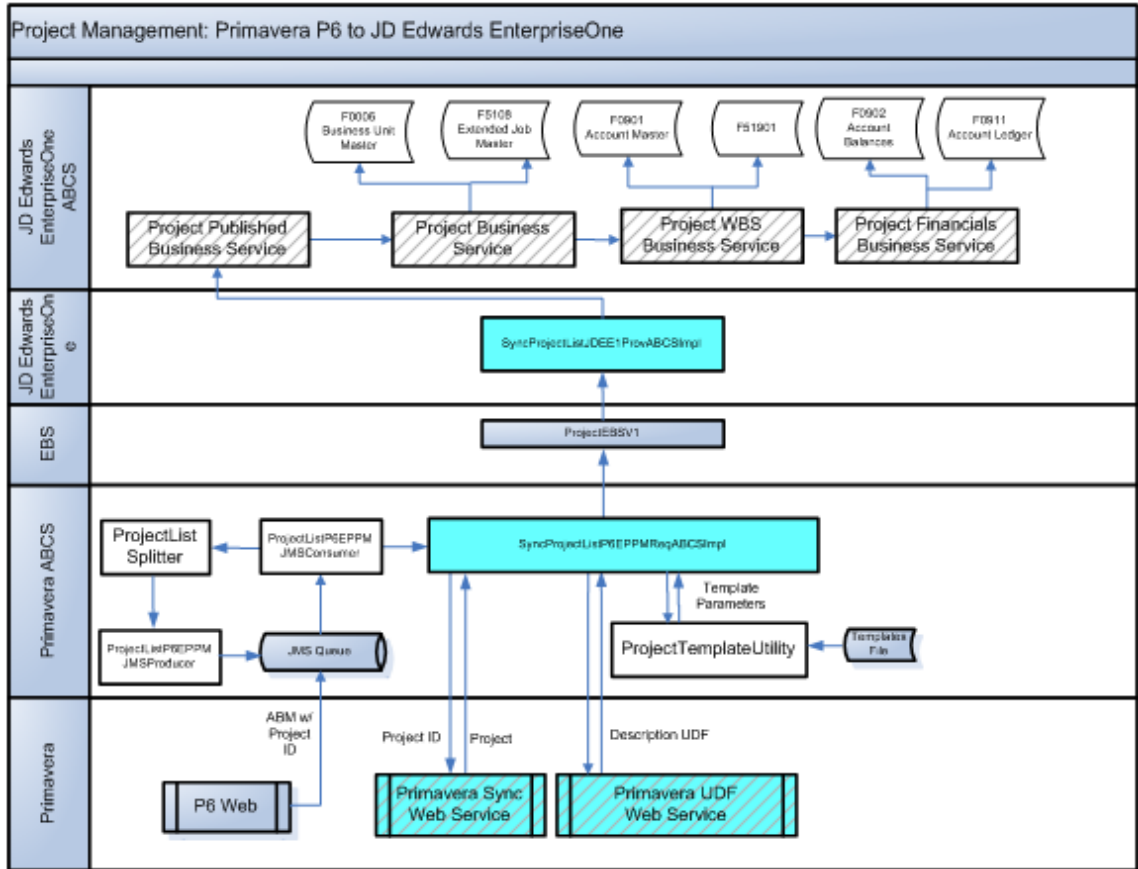 Project Management: Primavera P6 to JD Edwards EnterpriseOne
JD Edwards
EnterpriseOne
ABCS
F0006
Business Unit
Master
F5108
Extended Job
Master
F0901
Account Master
F51901
F0902
Account
Balances
F0911
Account Ledger
Project Published
Business Service
Project Business
Service
Project WBS
Business Service
Project Financials
Business Service
JD Edwards
EnterpriseOn
e
SyncProjectListJDEE1ProvABCSImpl
EBS
ProjectEBSV1
Primavera ABCS
ProjectList
Splitter
ProjectListP6EPPM
JMSConsumer
SyncProjectListP6EPPMReqABCSImpl
Template
Parameters
ProjectListP6EPPM
JMSProducer
JMS Queue
ProjectTemplateUtility
Templates
File
Primavera
ABM w/
Project
ID
Project ID
Project
Description UDF
P6 Web
Primavera Sync
Web Service
Primavera UDF
Web Service